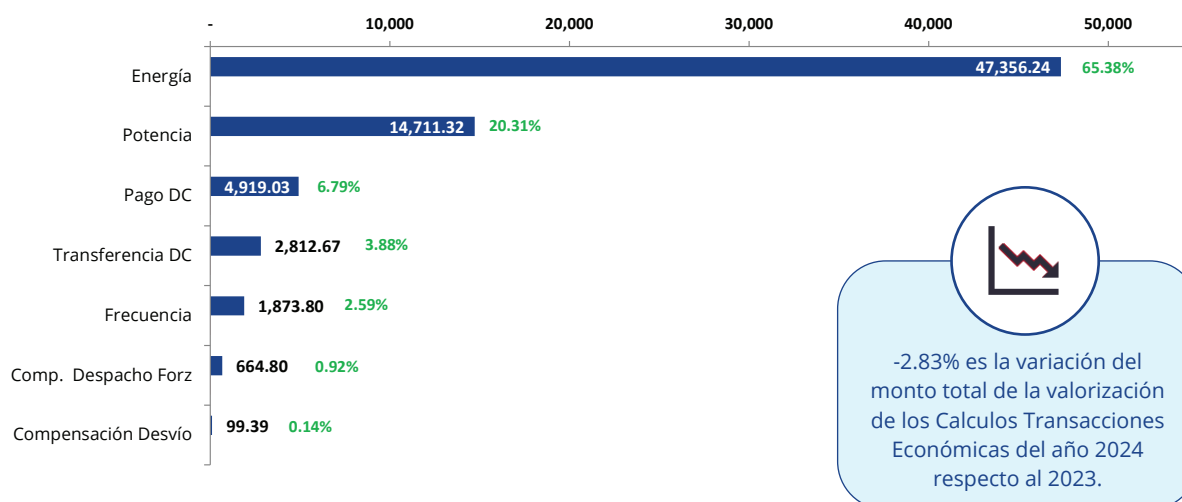 - 10,000 20,000 30,000 40,000 50,000
Energía 47,356.24 65.38%
Potencia 14,711.32 20.31%
Pago DC 4,919.03 6.79%
Transferencia DC 2,812.67 3.88%
Frecuencia 1,873.80 2.59%
Comp. Despacho Forz 664.80 0.92%
Compensación Desvío 99.39 0.14%
-2.83% es la variación del
monto total de la valorización
de los Calculos Transacciones
Económicas del año 2024
respecto al 2023.